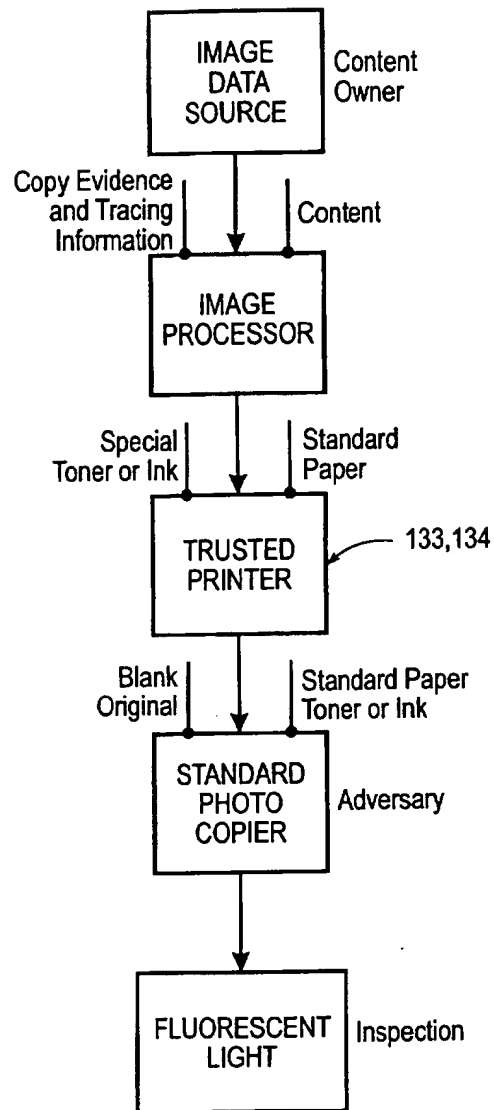 IMAGE
DATA
SOURCE
Content
Owner
Copy Evidence
and Tracing
Information
Content
IMAGE
PROCESSOR
Special
Toner or Ink
Standard
Paper
TRUSTED
PRINTER
133,134
Blank
Original
Standard Paper
Toner or Ink
STANDARD
PHOTO
COPIER
Adversary
FLUORESCENT
LIGHT
Inspection